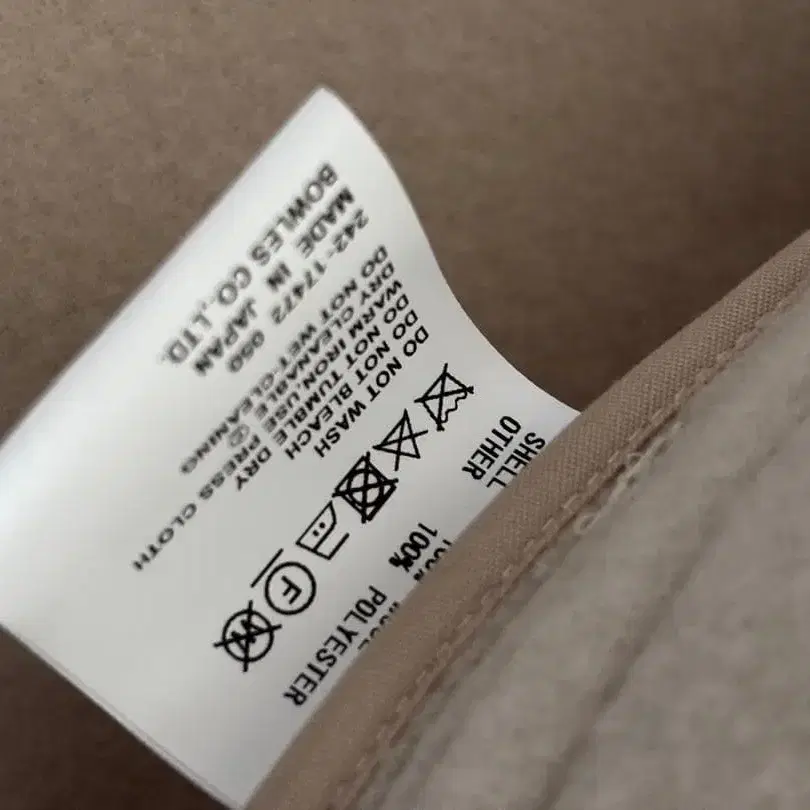 SHELL 100%
OTHER 100% POLYESTER
F
W
DO NOT WASH
DO NOT BLEACH
DO NOT TUMBLE DRY
WARM IRON.USE PRESS CLOTH
DRY CLEANABLE Ⓕ
DO NOT WET-CLEANING
242-17472 050
MADE IN JAPAN
BOWLES CO.,LTD.